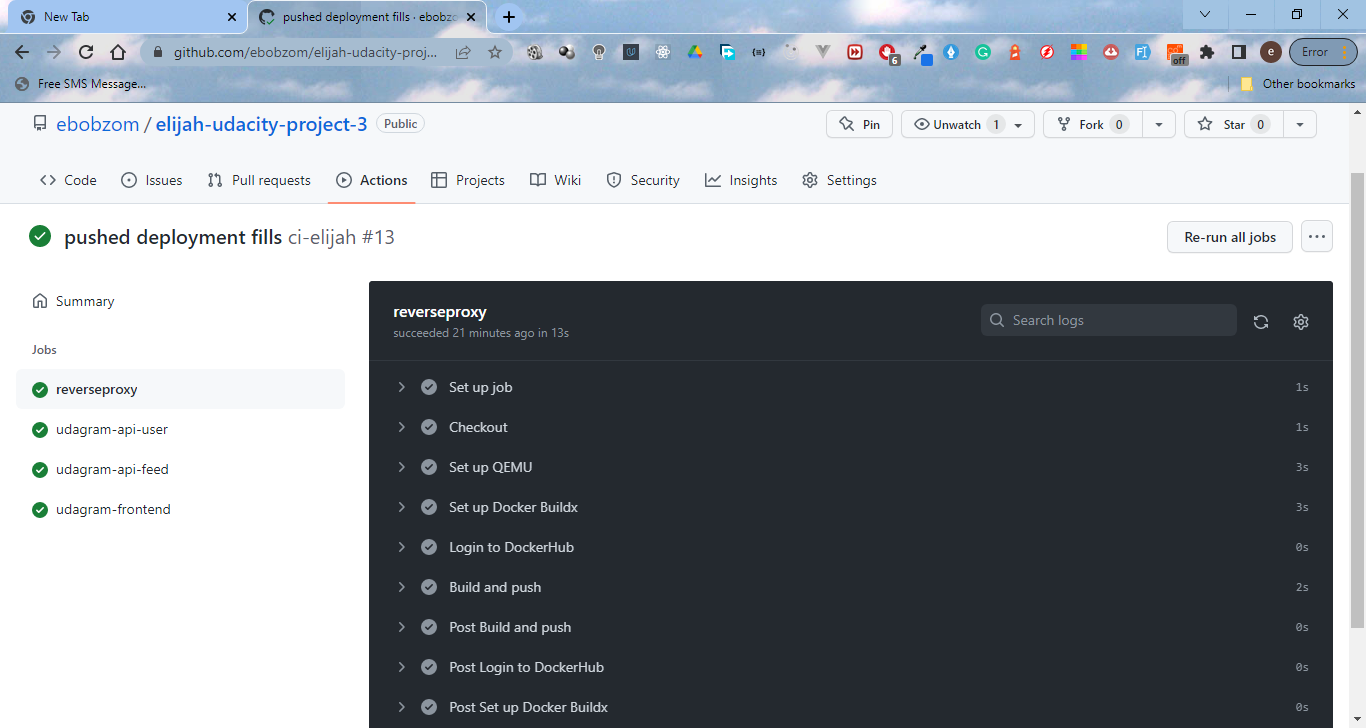 New Tab
pushed deployment fills · ebobzo
github.com/ebobzom/elijah-udacity-proj...
6
off
e
Error
Free SMS Message...
Other bookmarks
ebobzom / elijah-udacity-project-3 Public
Pin
Unwatch 1
Fork 0
Star 0
Code
Issues
Pull requests
Actions
Projects
Wiki
Security
Insights
Settings
pushed deployment fills ci-elijah #13
Re-run all jobs
Summary
Jobs
reverseproxy
udagram-api-user
udagram-api-feed
udagram-frontend
reverseproxy
succeeded 21 minutes ago in 13s
Search logs
Set up job 1s
Checkout 1s
Set up QEMU 3s
Set up Docker Buildx 3s
Login to DockerHub 0s
Build and push 2s
Post Build and push 0s
Post Login to DockerHub 0s
Post Set up Docker Buildx 0s